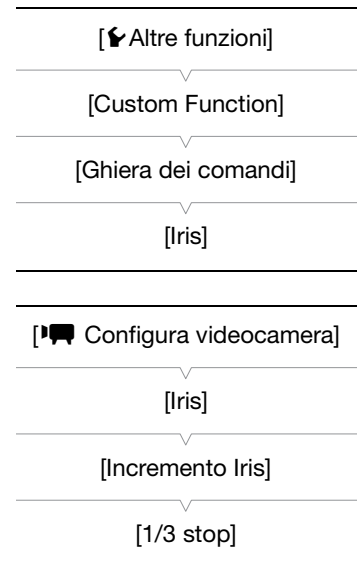 [Altre funzioni]
[Custom Function]
[Ghiera dei comandi]
[Iris]
[Configura videocamera]
[Iris]
[Incremento Iris]
[1/3 stop]